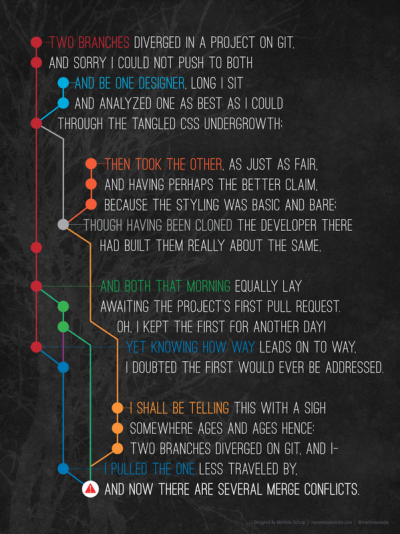 TWO BRANCHES DIVERGED IN A PROJECT ON GIT,
AND SORRY I COULD NOT PUSH TO BOTH
AND BE ONE DESIGNER, LONG I SIT
AND ANALYZED ONE AS BEST AS I COULD
THROUGH THE TANGLED CSS UNDERGROWTH;
THEN TOOK THE OTHER, AS JUST AS FAIR,
AND HAVING PERHAPS THE BETTER CLAIM,
BECAUSE THE STYLING WAS BASIC AND BARE;
THOUGH HAVING BEEN CLONED THE DEVELOPER THERE
HAD BUILT THEM REALLY ABOUT THE SAME,
AND BOTH THAT MORNING EQUALLY LAY
AWAITING THE PROJECT'S FIRST PULL REQUEST.
OH, I KEPT THE FIRST FOR ANOTHER DAY!
YET KNOWING HOW WAY LEADS ON TO WAY,
I DOUBTED THE FIRST WOULD EVER BE ADDRESSED.
I SHALL BE TELLING THIS WITH A SIGH
SOMEWHERE AGES AND AGES HENCE:
TWO BRANCHES DIVERGED ON GIT, AND I-
I PULLED THE ONE LESS TRAVELED BY,
AND NOW THERE ARE SEVERAL MERGE CONFLICTS.